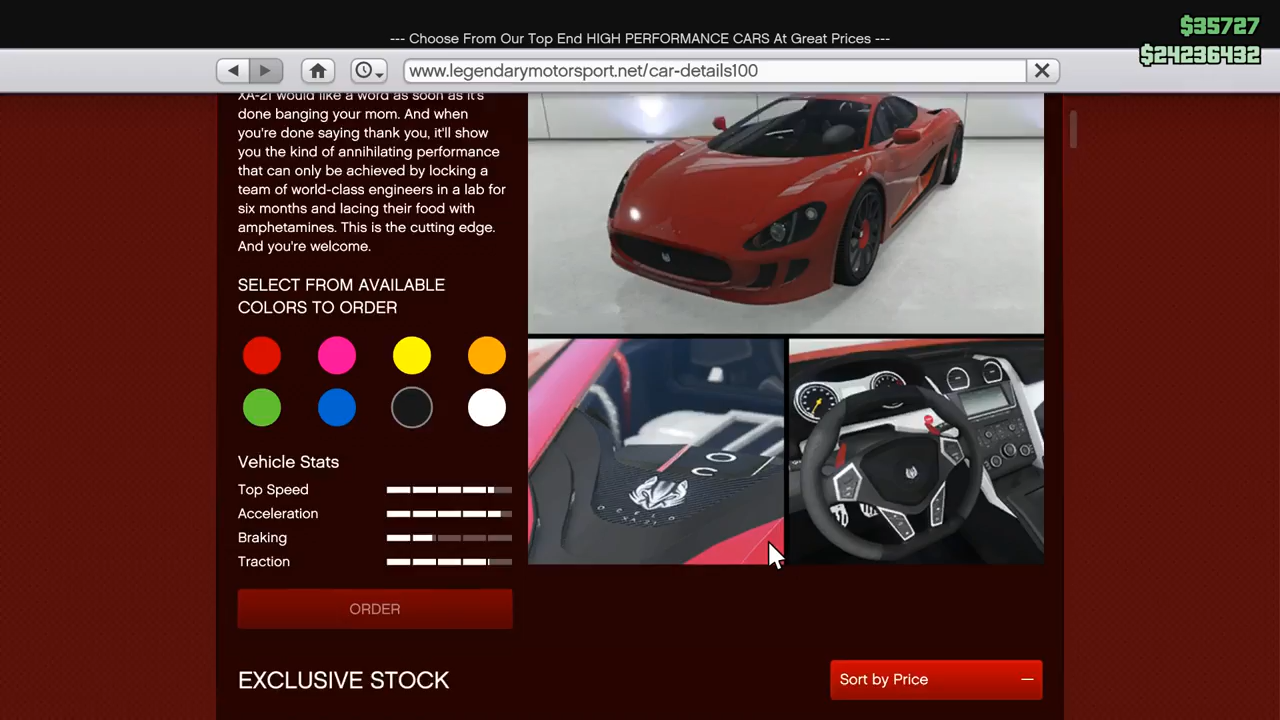 $35727
--- Choose From Our Top End HIGH PERFORMANCE CARS At Great Prices ---
$24236432
www.legendarymotorsport.net/car-details100
XA-21 would like a word as soon as it's
done banging your mom. And when
you're done saying thank you, it'll show
you the kind of annihilating performance
that can only be achieved by locking a
team of world-class engineers in a lab for
six months and lacing their food with
amphetamines. This is the cutting edge.
And you're welcome.
SELECT FROM AVAILABLE
COLORS TO ORDER
Vehicle Stats
Top Speed
Acceleration
Braking
Traction
ORDER
EXCLUSIVE STOCK
Sort by Price